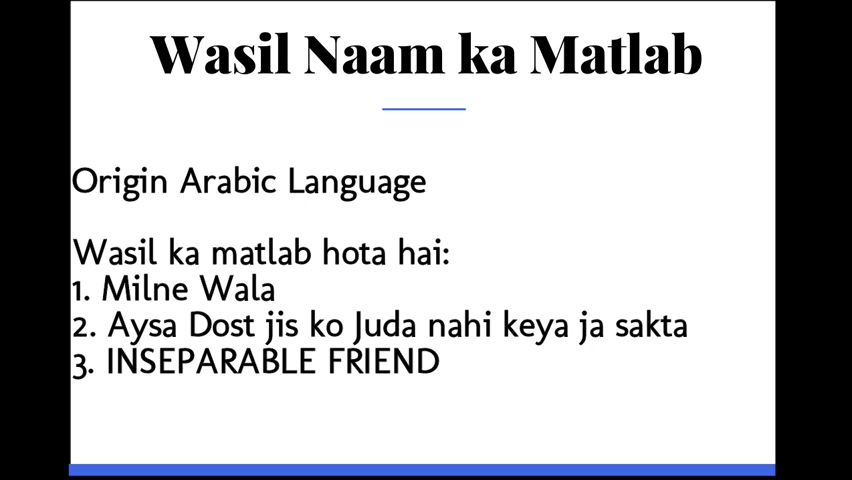 Wasil Naam ka Matlab
Origin Arabic Language
Wasil ka matlab hota hai:
1. Milne Wala
2. Aysa Dost jis ko Juda nahi keya ja sakta
3. INSEPARABLE FRIEND